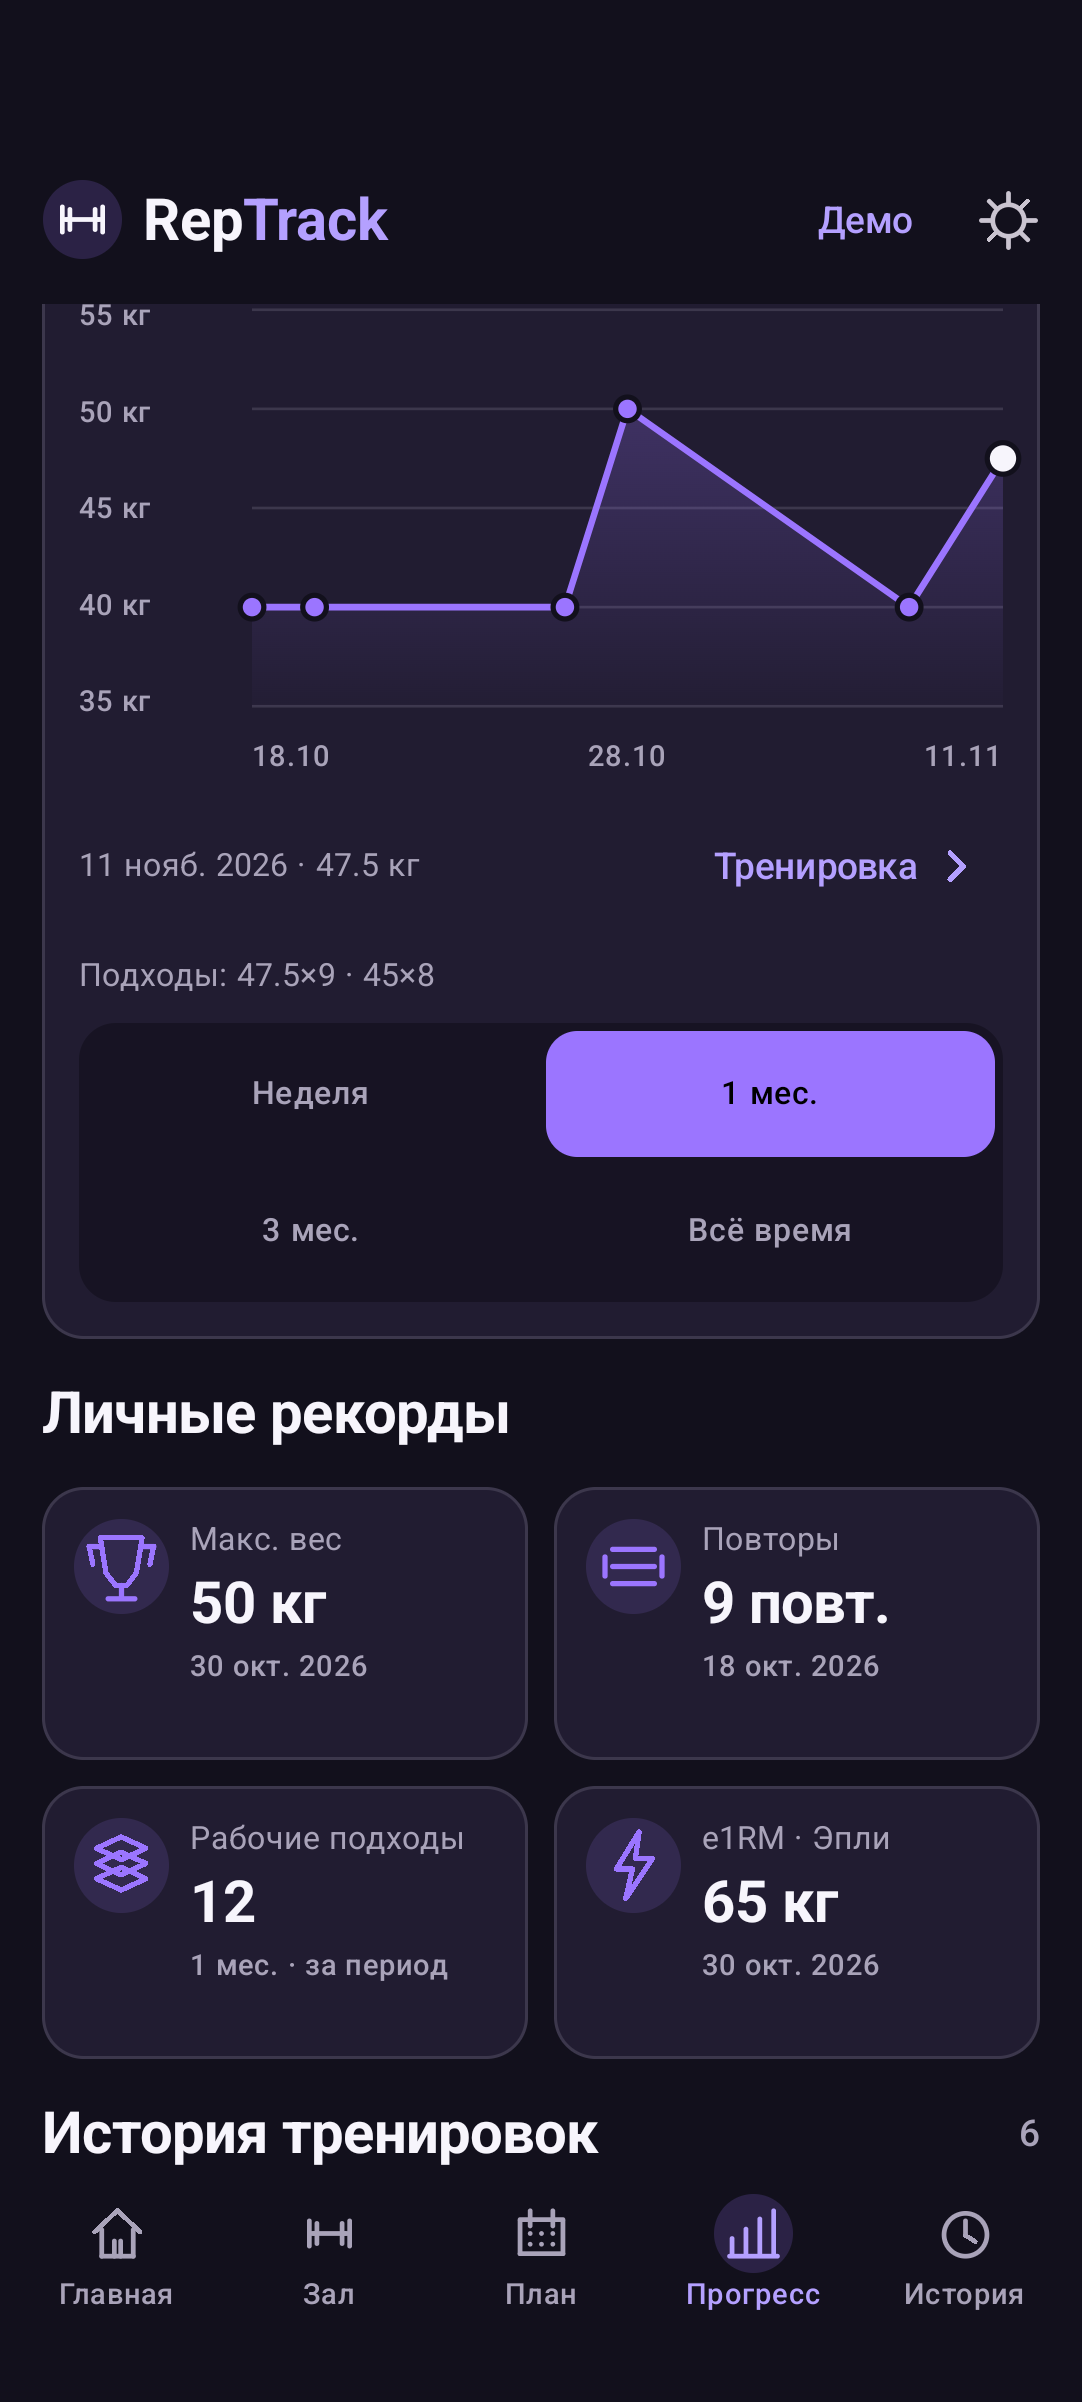 RepTrack
Демо
55 кг
50 кг
45 кг
40 кг
35 кг
18.10 28.10 11.11
11 нояб. 2026 · 47.5 кг
Тренировка
Подходы: 47.5×9 · 45×8
Неделя
1 мес.
3 мес.
Всё время
Личные рекорды
Макс. вес
50 кг
30 окт. 2026
Повторы
9 повт.
18 окт. 2026
Рабочие подходы
12
1 мес. · за период
e1RM · Эпли
65 кг
30 окт. 2026
История тренировок
6
Главная
Зал
План
Прогресс
История